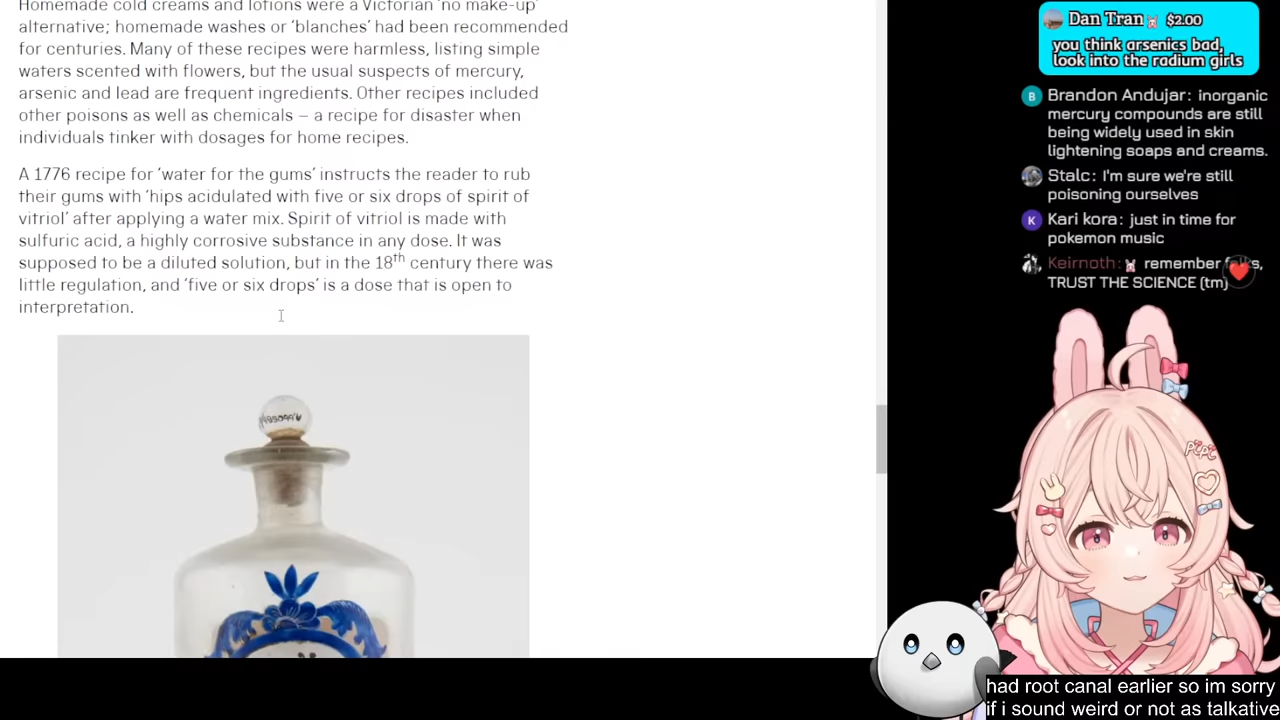 Homemade cold creams and lotions were a Victorian 'no make-up'
alternative; homemade washes or 'blanches' had been recommended
for centuries. Many of these recipes were harmless, listing simple
waters scented with flowers, but the usual suspects of mercury,
arsenic and lead are frequent ingredients. Other recipes included
other poisons as well as chemicals – a recipe for disaster when
individuals tinker with dosages for home recipes.
A 1776 recipe for 'water for the gums' instructs the reader to rub
their gums with 'hips acidulated with five or six drops of spirit of
vitriol' after applying a water mix. Spirit of vitriol is made with
sulfuric acid, a highly corrosive substance in any dose. It was
supposed to be a diluted solution, but in the 18th century there was
little regulation, and 'five or six drops' is a dose that is open to
interpretation.
Dan Tran $2.00
you think arsenics bad,
look into the radium girls
B Brandon Andujar: inorganic
mercury compounds are still
being widely used in skin
lightening soaps and creams.
Stalc: I'm sure we're still
poisoning ourselves
K Kari kora: just in time for
pokemon music
Keirnoth: remember
TRUST THE SCIENCE (tm)
PiPi
had root canal earlier so im sorry
if i sound weird or not as talkative